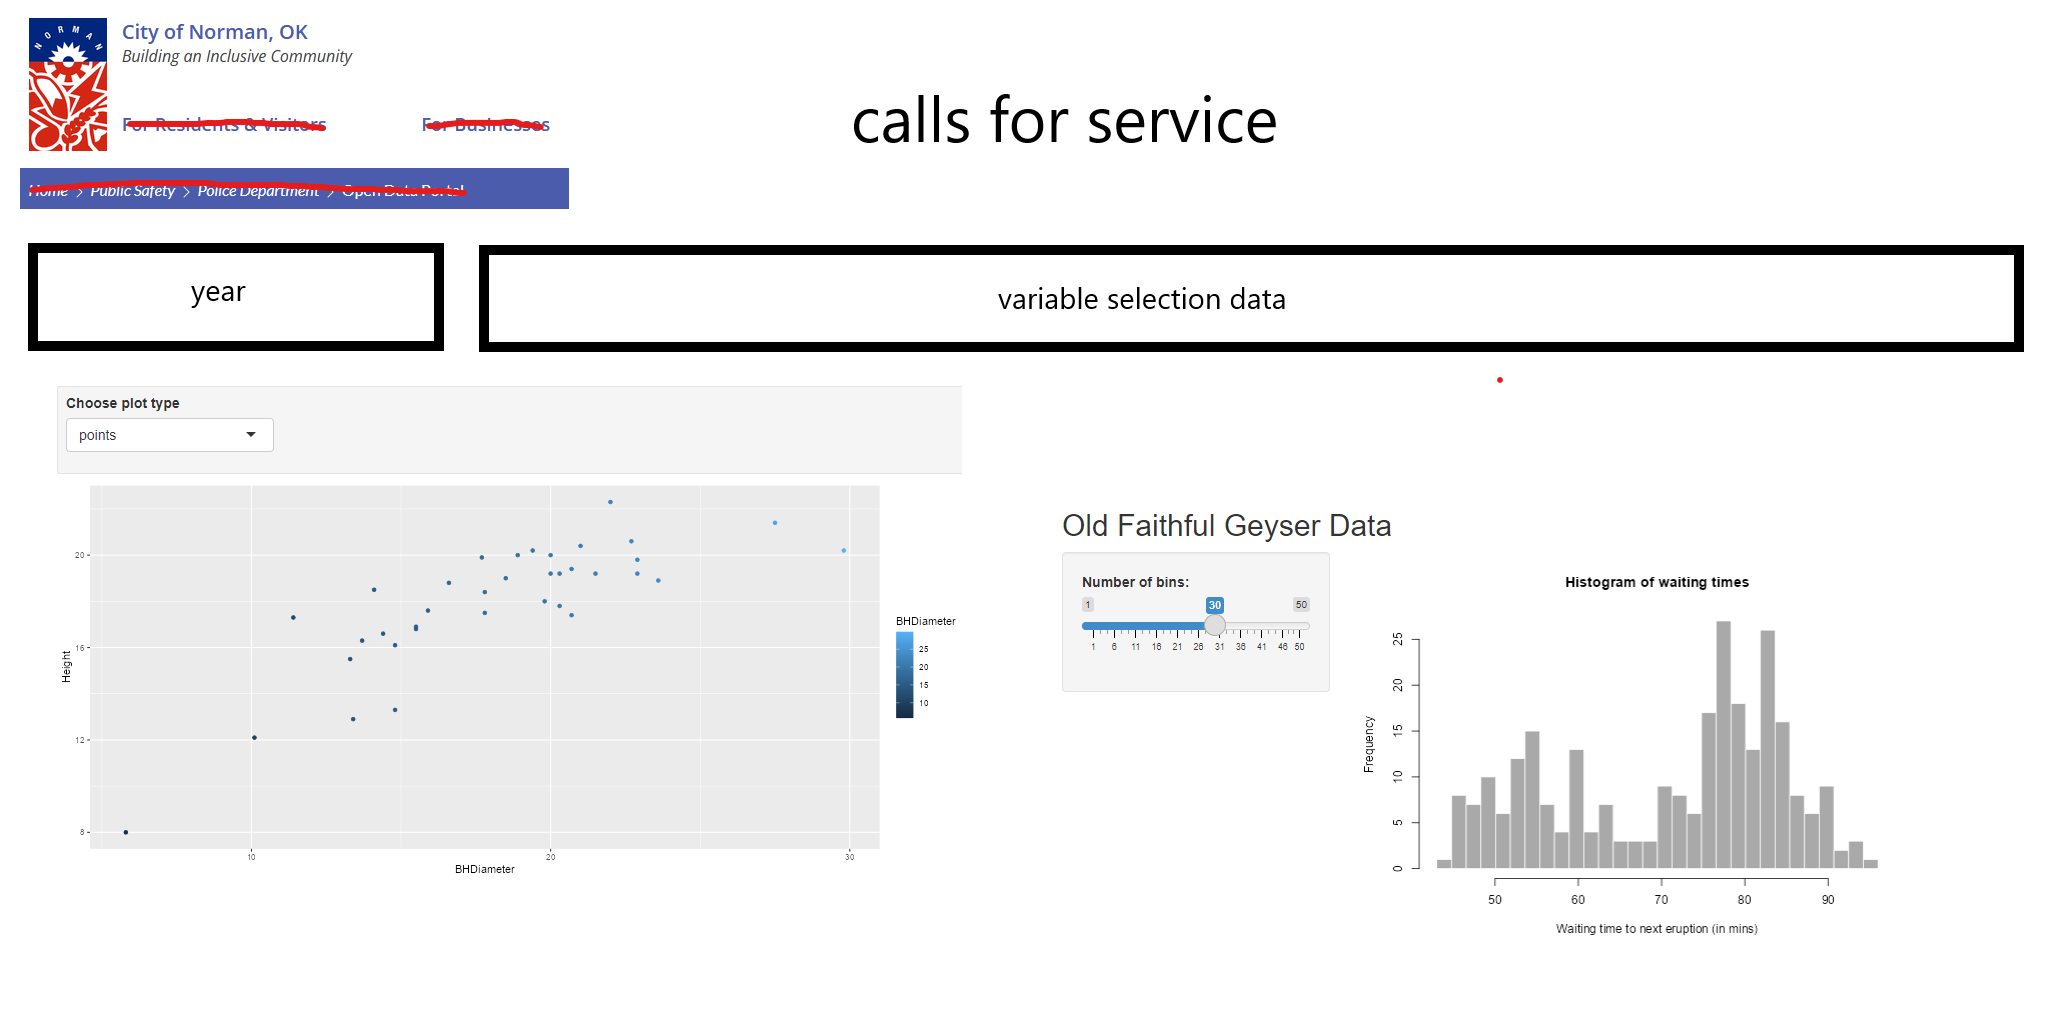 NORMAN
City of Norman, OK
Building an Inclusive Community
For Residents & Visitors For Businesses
calls for service
Home > Public Safety > Police Department > Open Data Portal
year
variable selection data
Choose plot type
points
Height
20
16
12
8
10 20 30
BHDiameter
BHDiameter
25
20
15
10
Old Faithful Geyser Data
Number of bins:
1 30 50
1 6 11 16 21 26 31 36 41 46 50
Histogram of waiting times
Frequency
25
20
15
10
5
0
50 60 70 80 90
Waiting time to next eruption (in mins)